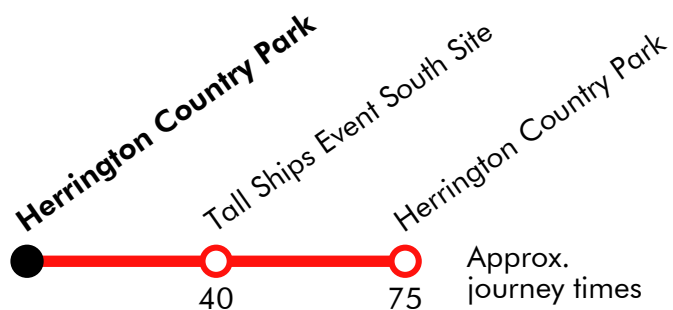 Herrington Country Park
Tall Ships Event South Site
Herrington Country Park
40
75
Approx.
journey times